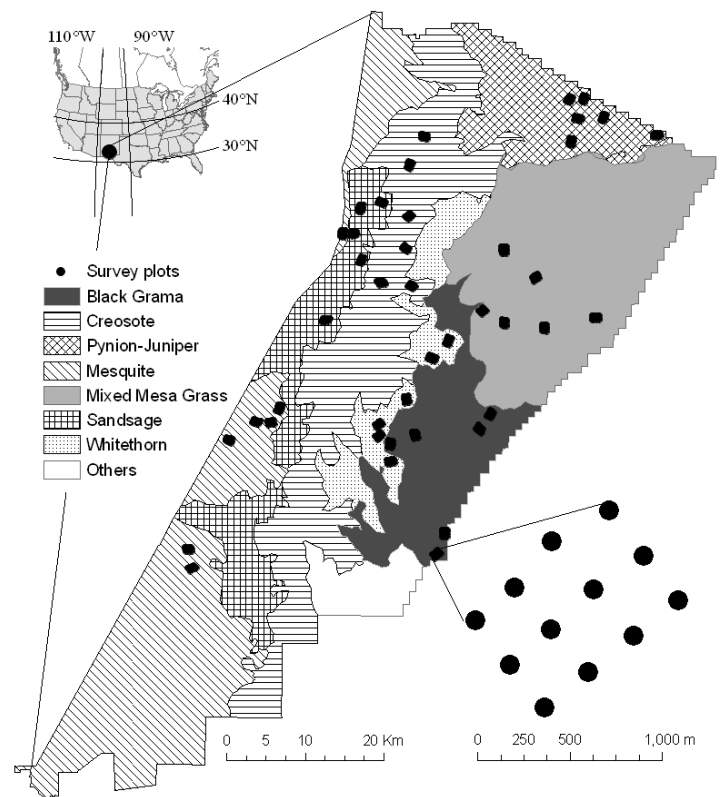 110°W 90°W
40°N
30°N
Survey plots
Black Grama
Creosote
Pynion-Juniper
Mesquite
Mixed Mesa Grass
Sandsage
Whitethorn
Others
0 5 10 20 Km
0 250 500 1,000 m